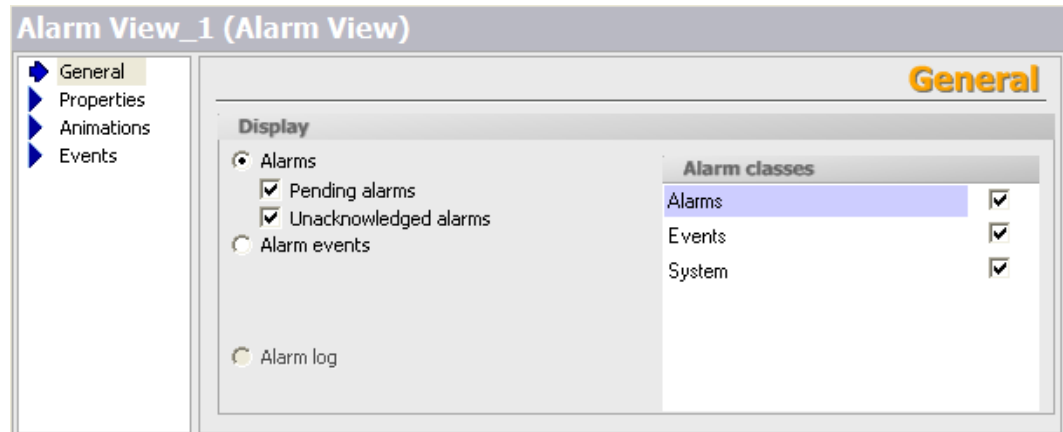 Alarm View_1 (Alarm View)
General
Properties
Animations
Events
General
Display
Alarms
Pending alarms
Unacknowledged alarms
Alarm events
Alarm log
Alarm classes
Alarms
Events
System